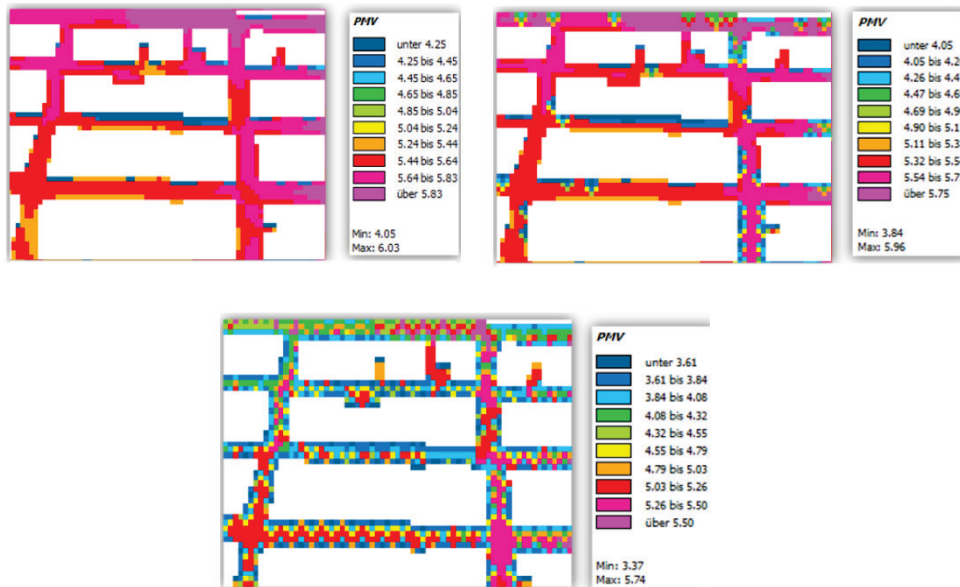 PMV
unter 4.25
4.25 bis 4.45
4.45 bis 4.65
4.65 bis 4.85
4.85 bis 5.04
5.04 bis 5.24
5.24 bis 5.44
5.44 bis 5.64
5.64 bis 5.83
über 5.83
Min: 4.05
Max: 6.03
PMV
unter 4.05
4.05 bis 4.26
4.26 bis 4.4
4.47 bis 4.6
4.69 bis 4.9
4.90 bis 5.1
5.11 bis 5.3
5.32 bis 5.5
5.54 bis 5.7
über 5.75
Min: 3.84
Max: 5.96
PMV
unter 3.61
3.61 bis 3.84
3.84 bis 4.08
4.08 bis 4.32
4.32 bis 4.55
4.55 bis 4.79
4.79 bis 5.03
5.03 bis 5.26
5.26 bis 5.50
über 5.50
Min: 3.37
Max: 5.74